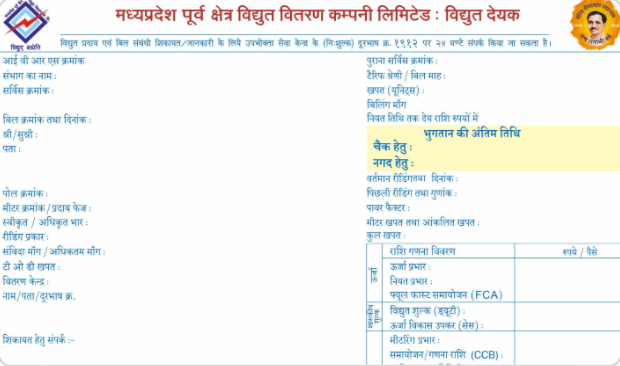 मध्यप्रदेश पूर्व क्षेत्र विद्युत वितरण कम्पनी लिमिटेड : विद्युत देयक
विद्युत प्रदाय एवं बिल संबंधी शिकायत/जानकारी के लिये उपभोक्ता सेवा केन्द्र के (निःशुल्क) दूरभाष क्र. १९१२ पर २४ घण्टे संपर्क किया जा सकता है।
आई वी आर एस क्रमांक
संभाग का नाम :
सर्विस क्रमांक :
बिल क्रमांक तथा दिनांक :
श्री/सुश्री :
पता :
पोल क्रमांक :
मीटर क्रमांक / प्रदाय फेज :
स्वीकृत / अधिकृत भार :
रीडिंग प्रकार :
संविदा माँग / अधिकतम माँग :
टी ओ डी खपत :
वितरण केन्द्र :
नाम/पता/दूरभाष क्र.
शिकायत हेतु संपर्क :-
पुराना सर्विस क्रमांक :
टैरिफ श्रेणी / बिल माह :
खपत (यूनिट्स) :
बिलिंग माँग
नियत तिथि तक देय राशि रुपयों में
भुगतान की अंतिम तिथि
चैक हेतु :
नगद हेतु :
वर्तमान रीडिंगतथा दिनांक :
पिछली रीडिंग तथा गुणांक :
पावर फैक्टर :
मीटर खपत तथा आंकलित खपत :
कुल खपत :
राशि गणना विवरण
रुपये / पैसे
ऊर्जा
ऊर्जा प्रभार :
नियत प्रभार :
फ्यूल कास्ट समायोजन (FCA)
शासकीय शुल्क
विद्युत शुल्क (ड्यूटी) :
ऊर्जा विकास उपकर (सेस) :
मीटरिंग प्रभार :
समायोजन/गणना राशि (CCB) :